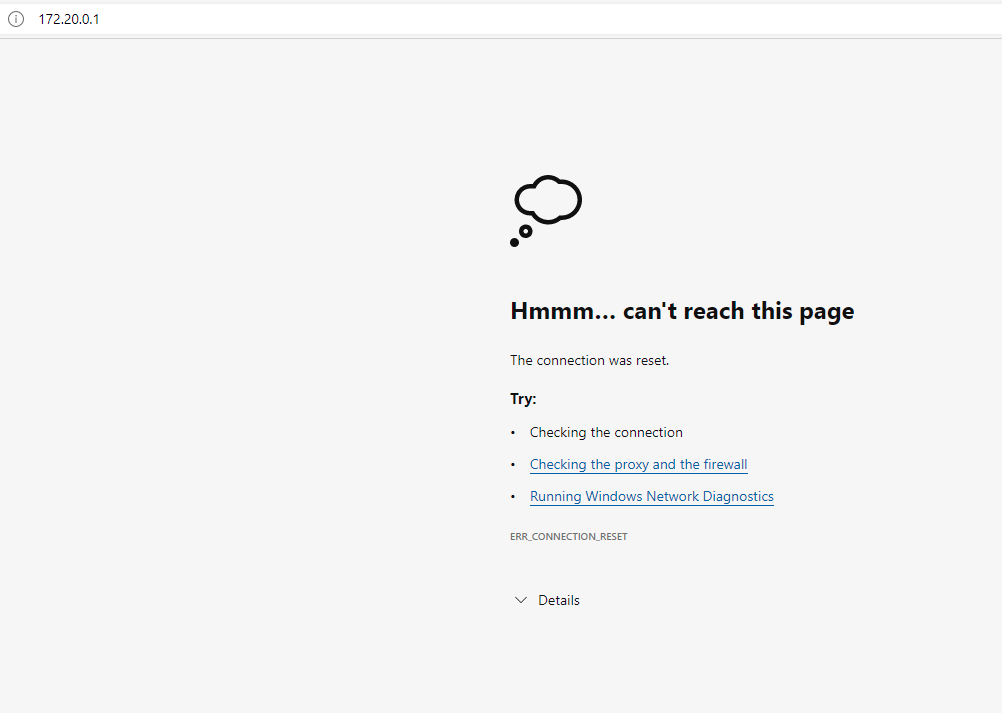 172.20.0.1
Hmmm… can't reach this page
The connection was reset.
Try:
• Checking the connection
• Checking the proxy and the firewall
• Running Windows Network Diagnostics
ERR_CONNECTION_RESET
Details